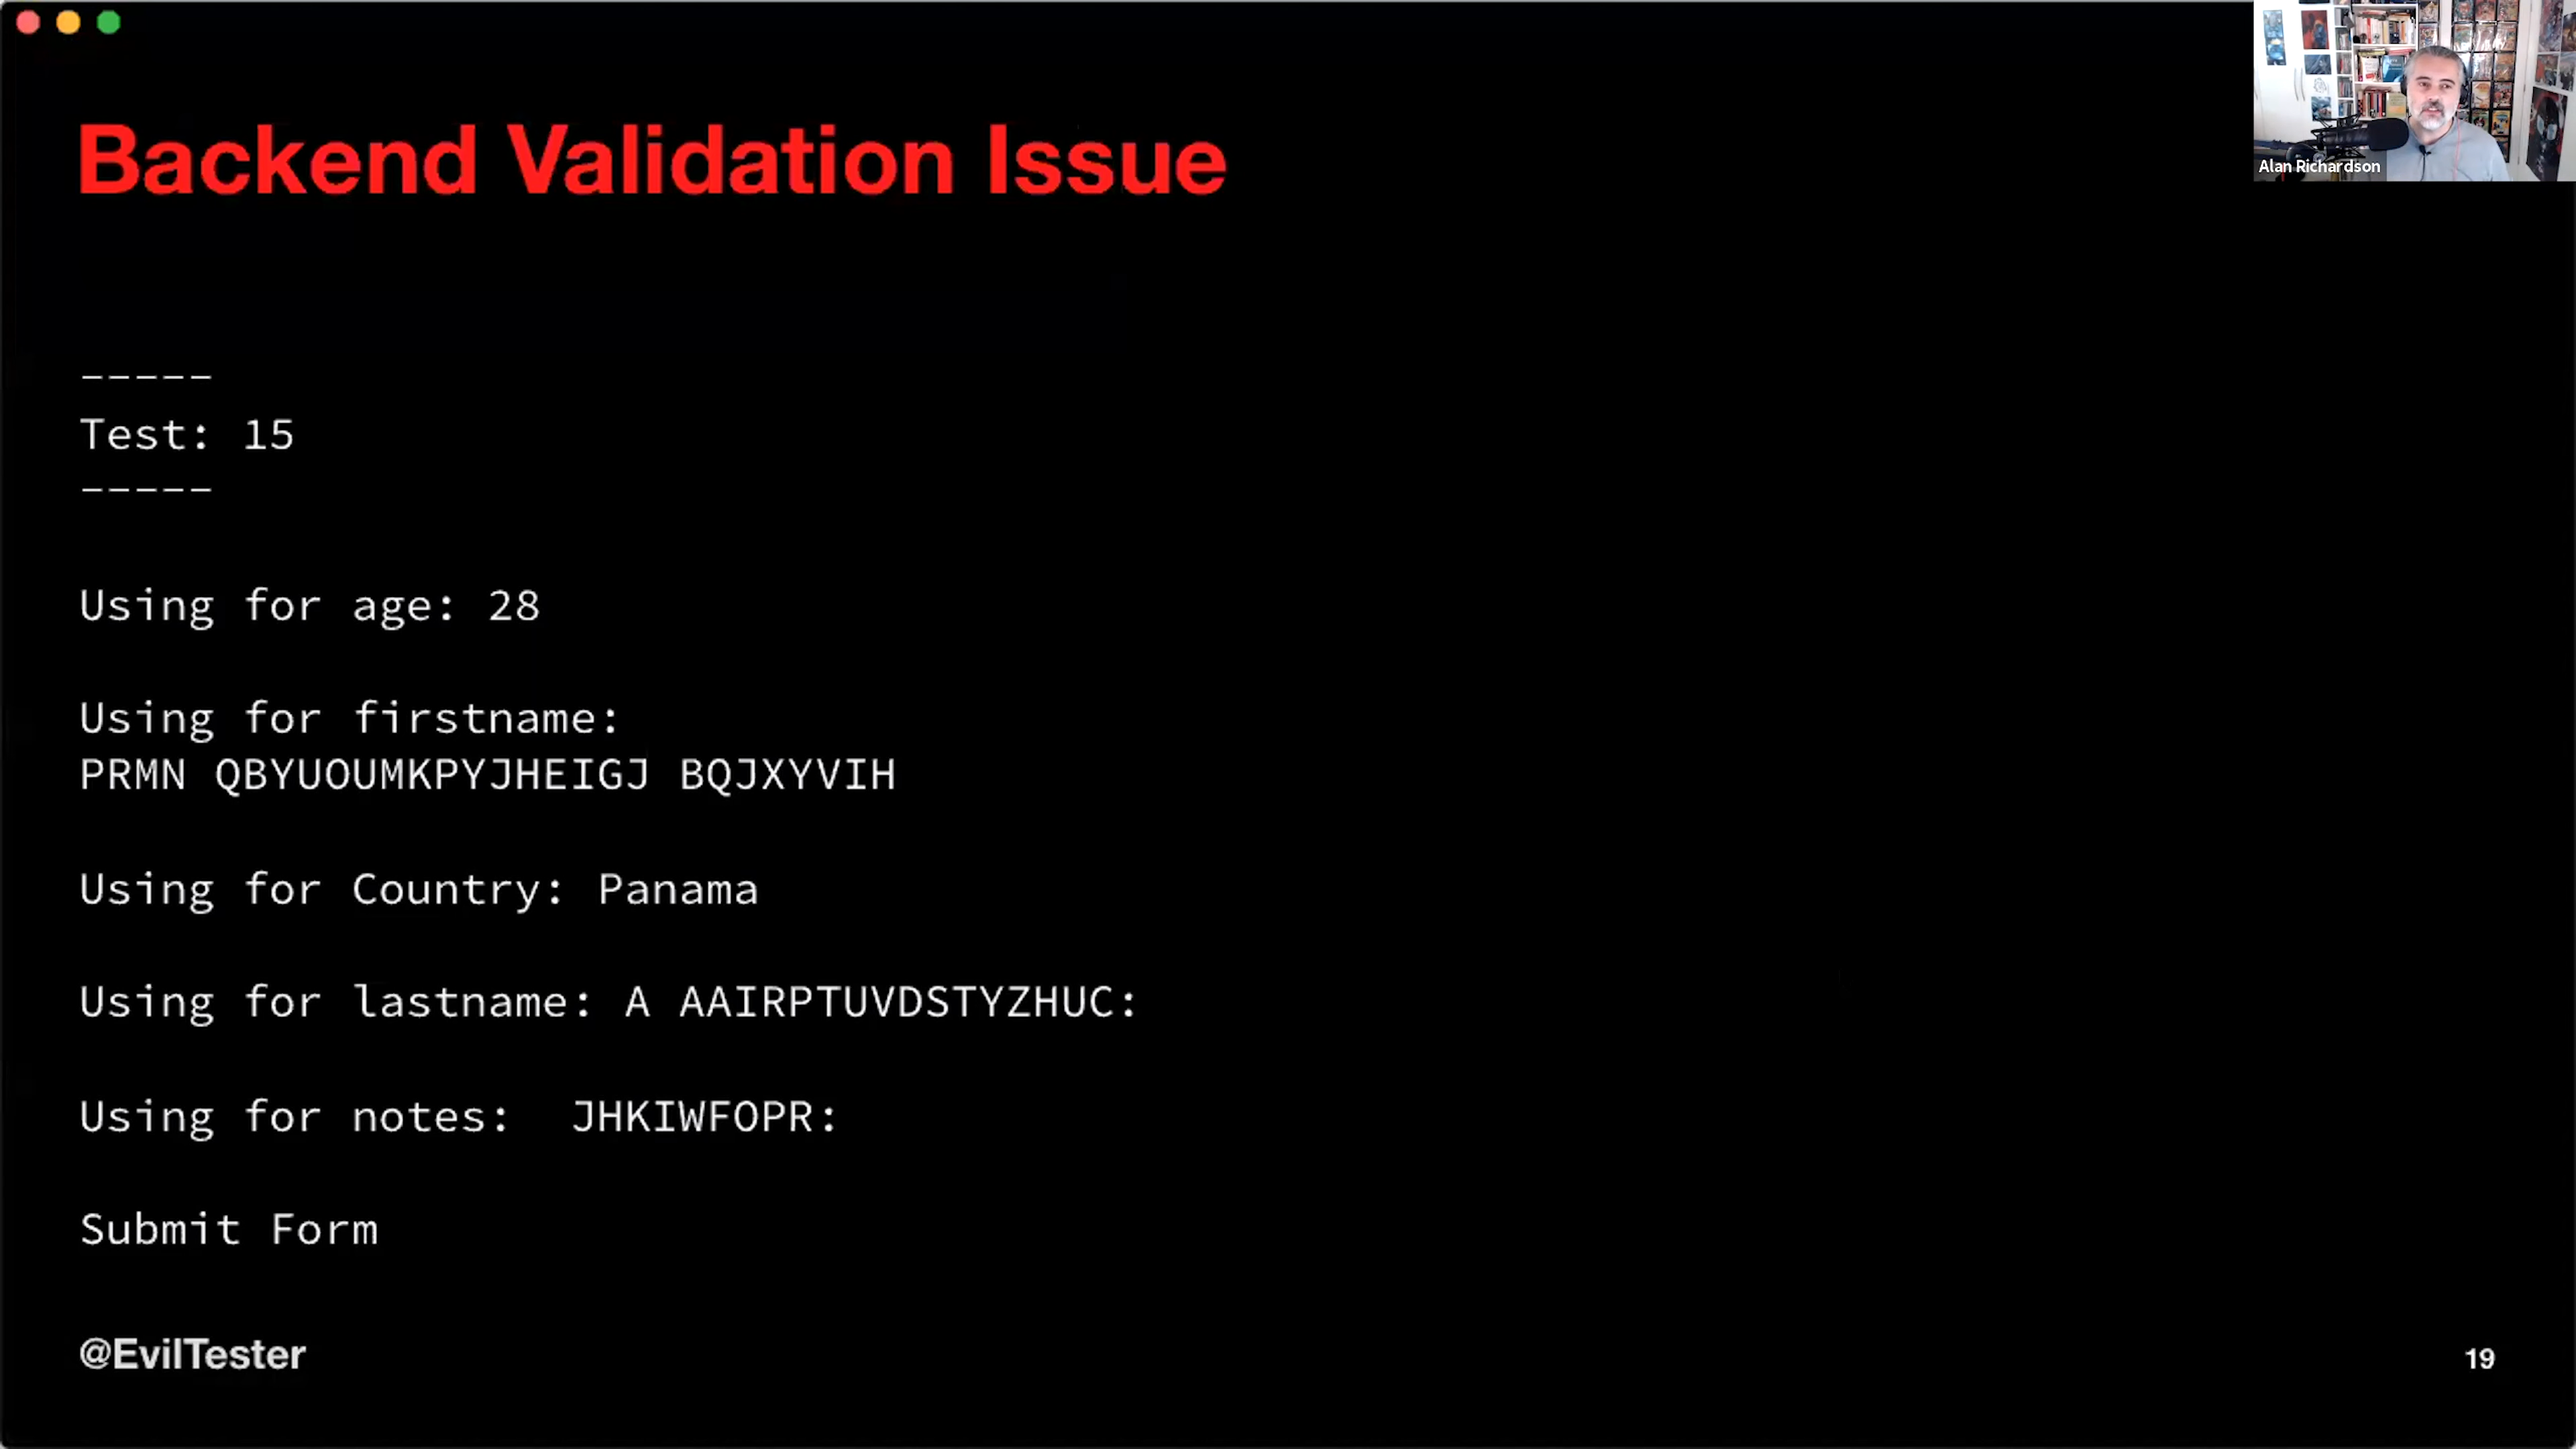 Backend Validation Issue
Alan Richardson
-----
Test: 15
-----
Using for age: 28
Using for firstname:
PRMN QBYUOUMKPYJHEIGJ BQJXYVIH
Using for Country: Panama
Using for lastname: A AAIRPTUVDSTYZHUC:
Using for notes:  JHKIWFOPR:
Submit Form
@EvilTester
19